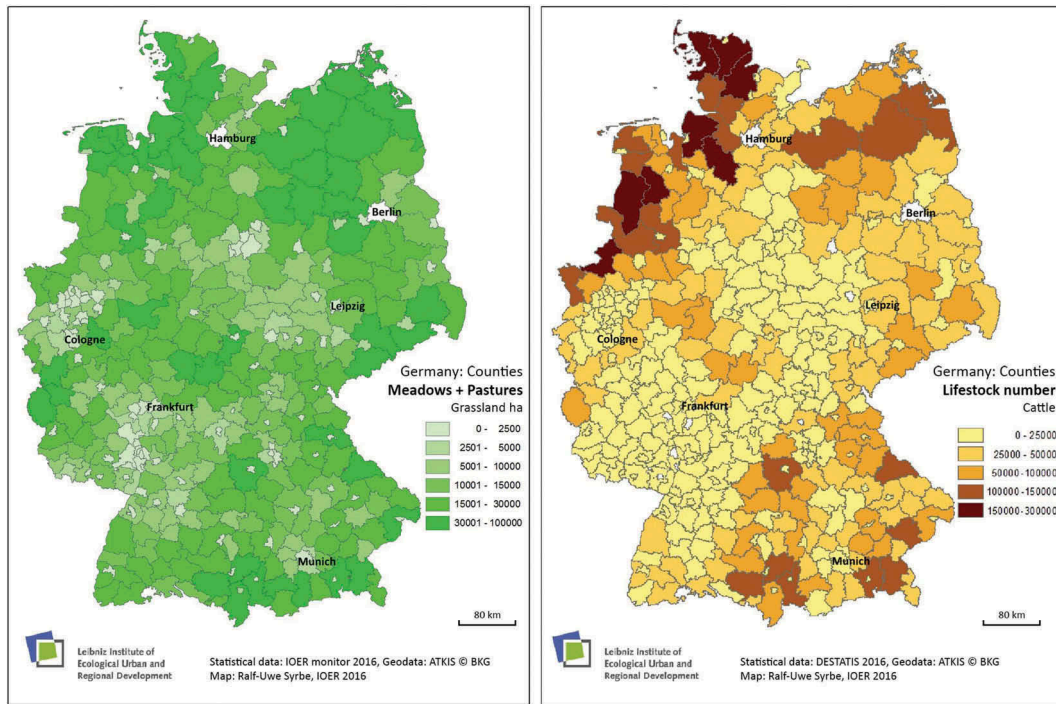 Hamburg
Berlin
Leipzig
Cologne
Frankfurt
Munich
Germany: Counties
Meadows + Pastures
Grassland ha
0 - 2500
2501 - 5000
5001 - 10000
10001 - 15000
15001 - 30000
30001 - 100000
80 km
Leibniz Institute of
Ecological Urban and
Regional Development
Statistical data: IOER monitor 2016, Geodata: ATKIS © BKG
Map: Ralf-Uwe Syrbe, IOER 2016
Hamburg
Berlin
Leipzig
Cologne
Frankfurt
Munich
Germany: Counties
Lifestock number
Cattle
0 - 25000
25000 - 50000
50000 - 100000
100000 - 150000
150000 - 300000
80 km
Leibniz Institute of
Ecological Urban and
Regional Development
Statistical data: DESTATIS 2016, Geodata: ATKIS © BKG
Map: Ralf-Uwe Syrbe, IOER 2016